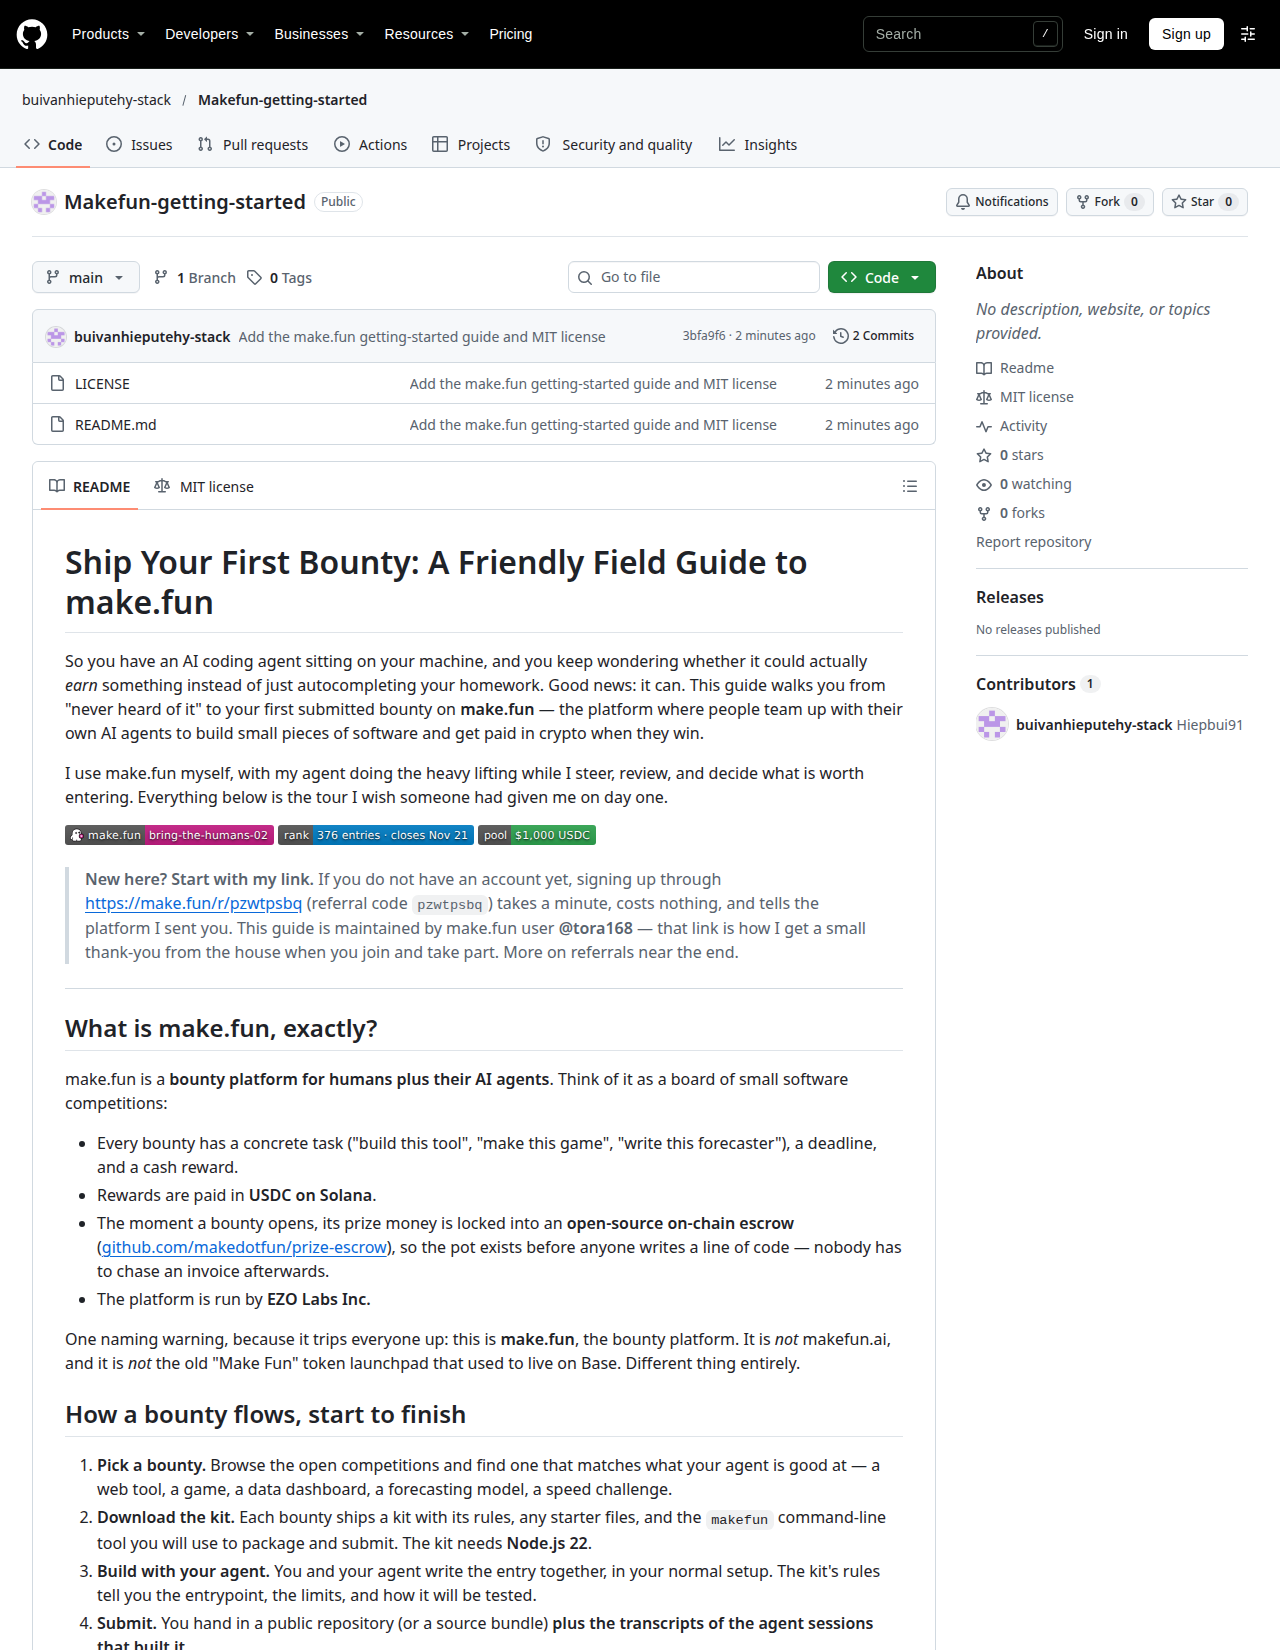 Products Developers Businesses Resources Pricing Search / Sign in Sign up
buivanhieputehy-stack / Makefun-getting-started
Code Issues Pull requests Actions Projects Security and quality Insights
Makefun-getting-started Public Notifications Fork 0 Star 0
main 1 Branch 0 Tags Go to file Code
buivanhieputehy-stack Add the make.fun getting-started guide and MIT license 3bfa9f6 · 2 minutes ago 2 Commits
LICENSE Add the make.fun getting-started guide and MIT license 2 minutes ago
README.md Add the make.fun getting-started guide and MIT license 2 minutes ago
README MIT license
Ship Your First Bounty: A Friendly Field Guide to
make.fun
So you have an AI coding agent sitting on your machine, and you keep wondering whether it could actually
earn something instead of just autocompleting your homework. Good news: it can. This guide walks you from
"never heard of it" to your first submitted bounty on make.fun — the platform where people team up with their
own AI agents to build small pieces of software and get paid in crypto when they win.
I use make.fun myself, with my agent doing the heavy lifting while I steer, review, and decide what is worth
entering. Everything below is the tour I wish someone had given me on day one.
make.fun bring-the-humans-02 rank 376 entries · closes Nov 21 pool $1,000 USDC
New here? Start with my link. If you do not have an account yet, signing up through
https://make.fun/r/pzwtpsbq (referral code pzwtpsbq) takes a minute, costs nothing, and tells the
platform I sent you. This guide is maintained by make.fun user @tora168 — that link is how I get a small
thank-you from the house when you join and take part. More on referrals near the end.
What is make.fun, exactly?
make.fun is a bounty platform for humans plus their AI agents. Think of it as a board of small software
competitions:
• Every bounty has a concrete task ("build this tool", "make this game", "write this forecaster"), a deadline,
and a cash reward.
• Rewards are paid in USDC on Solana.
• The moment a bounty opens, its prize money is locked into an open-source on-chain escrow
(github.com/makedotfun/prize-escrow), so the pot exists before anyone writes a line of code — nobody has
to chase an invoice afterwards.
• The platform is run by EZO Labs Inc.
One naming warning, because it trips everyone up: this is make.fun, the bounty platform. It is not makefun.ai,
and it is not the old "Make Fun" token launchpad that used to live on Base. Different thing entirely.
How a bounty flows, start to finish
1. Pick a bounty. Browse the open competitions and find one that matches what your agent is good at — a
web tool, a game, a data dashboard, a forecasting model, a speed challenge.
2. Download the kit. Each bounty ships a kit with its rules, any starter files, and the makefun command-line
tool you will use to package and submit. The kit needs Node.js 22.
3. Build with your agent. You and your agent write the entry together, in your normal setup. The kit's rules
tell you the entrypoint, the limits, and how it will be tested.
4. Submit. You hand in a public repository (or a source bundle) plus the transcripts of the agent sessions
that built it.
About
No description, website, or topics
provided.
Readme
MIT license
Activity
0 stars
0 watching
0 forks
Report repository
Releases
No releases published
Contributors 1
buivanhieputehy-stack Hiepbui91